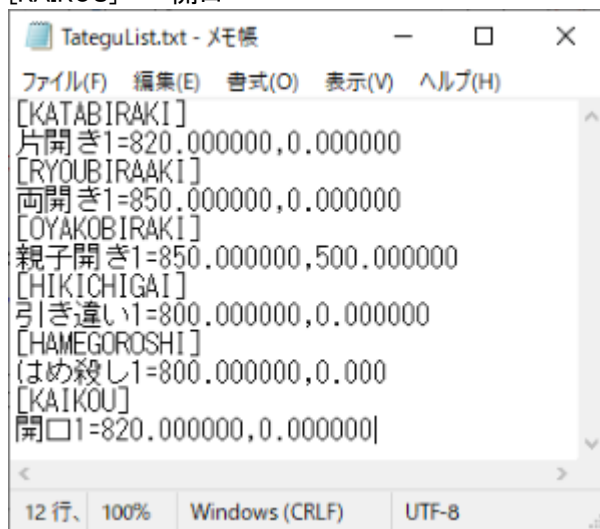 TateguList.txt - メモ帳
ファイル(F) 編集(E) 書式(O) 表示(V) ヘルプ(H)
[KATABIRAKI]
片開き1=820.000000,0.000000
[RYOUBIRAAKI]
両開き1=850.000000,0.000000
[OYAKOBIRAKI]
親子開き1=850.000000,500.000000
[HIKICHIGAI]
引き違い1=800.000000,0.000000
[HAMEGOROSHI]
はめ殺し1=800.000000,0.000
[KAIKOU]
開口1=820.000000,0.000000
12 行、 100% Windows (CRLF) UTF-8